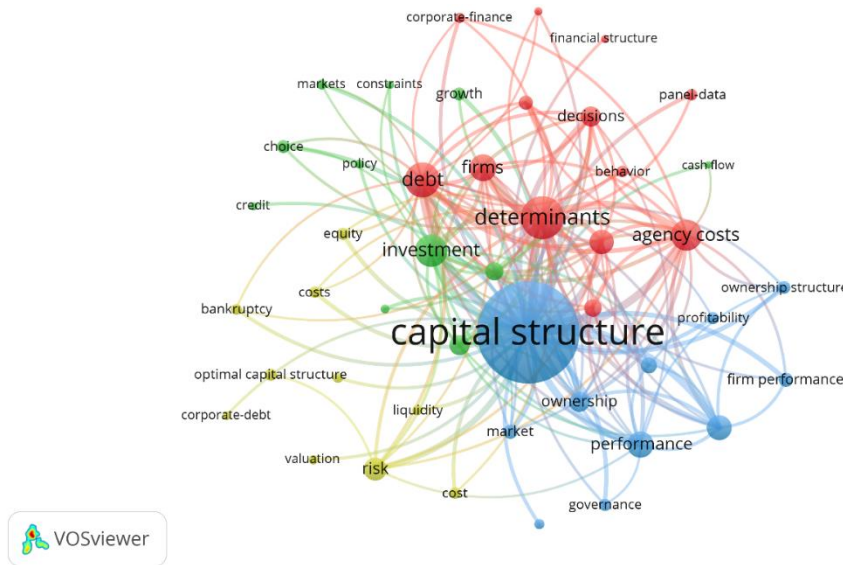 corporate-finance
financial structure
markets
constraints
growth
panel-data
decisions
choice
policy
debt
firms
behavior
cash flow
credit
determinants
equity
investment
agency costs
costs
ownership structure
bankruptcy
capital structure
profitability
optimal capital structure
firm performance
corporate-debt
liquidity
ownership
market
performance
valuation
risk
cost
governance
VOSviewer